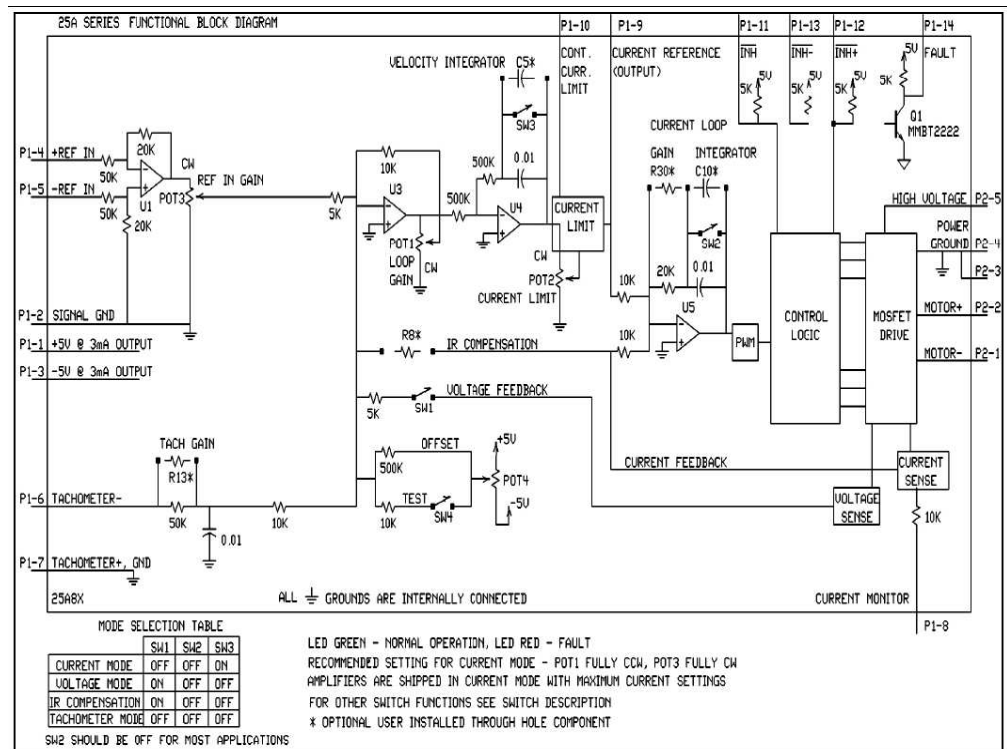 25A SERIES FUNCTIONAL BLOCK DIAGRAM
P1-10 P1-9 P1-11 P1-13 P1-12 P1-14
CONT. CURR. LIMIT
CURRENT REFERENCE (OUTPUT)
INH
INH-
INH+
FAULT
5V
5K
5V
5K
5V
5K
5V
5K
Q1
MMBT2222
VELOCITY INTEGRATOR
C5*
SW3
500K
0.01
CURRENT LOOP
GAIN
R30*
INTEGRATOR
C10*
SW2
20K
0.01
P1-4 +REF IN
P1-5 -REF IN
50K
50K
20K
20K
U1
CW
POT3
REF IN GAIN
5K
10K
U3
POT1
LOOP
GAIN
CW
500K
U4
CURRENT
LIMIT
CW
POT2
CURRENT LIMIT
10K
10K
U5
PWM
CONTROL
LOGIC
MOSFET
DRIVE
HIGH VOLTAGE P2-5
POWER
GROUND P2-4
P2-3
MOTOR+ P2-2
MOTOR- P2-1
P1-2 SIGNAL GND
P1-1 +5V @ 3mA OUTPUT
P1-3 -5V @ 3mA OUTPUT
R8*
IR COMPENSATION
5K
SW1
VOLTAGE FEEDBACK
OFFSET
500K
TEST
10K
SW4
+5V
POT4
-5V
CURRENT FEEDBACK
CURRENT
SENSE
VOLTAGE
SENSE
10K
TACH GAIN
R13*
P1-6 TACHOMETER-
50K
0.01
10K
P1-7 TACHOMETER+, GND
25A8X
ALL GROUNDS ARE INTERNALLY CONNECTED
CURRENT MONITOR
P1-8
MODE SELECTION TABLE
SW1 SW2 SW3
CURRENT MODE OFF OFF ON
VOLTAGE MODE ON OFF OFF
IR COMPENSATION ON OFF OFF
TACHOMETER MODE OFF OFF OFF
SW2 SHOULD BE OFF FOR MOST APPLICATIONS
LED GREEN - NORMAL OPERATION, LED RED - FAULT
RECOMMENDED SETTING FOR CURRENT MODE - POT1 FULLY CCW, POT3 FULLY CW
AMPLIFIERS ARE SHIPPED IN CURRENT MODE WITH MAXIMUM CURRENT SETTINGS
FOR OTHER SWITCH FUNCTIONS SEE SWITCH DESCRIPTION
* OPTIONAL USER INSTALLED THROUGH HOLE COMPONENT